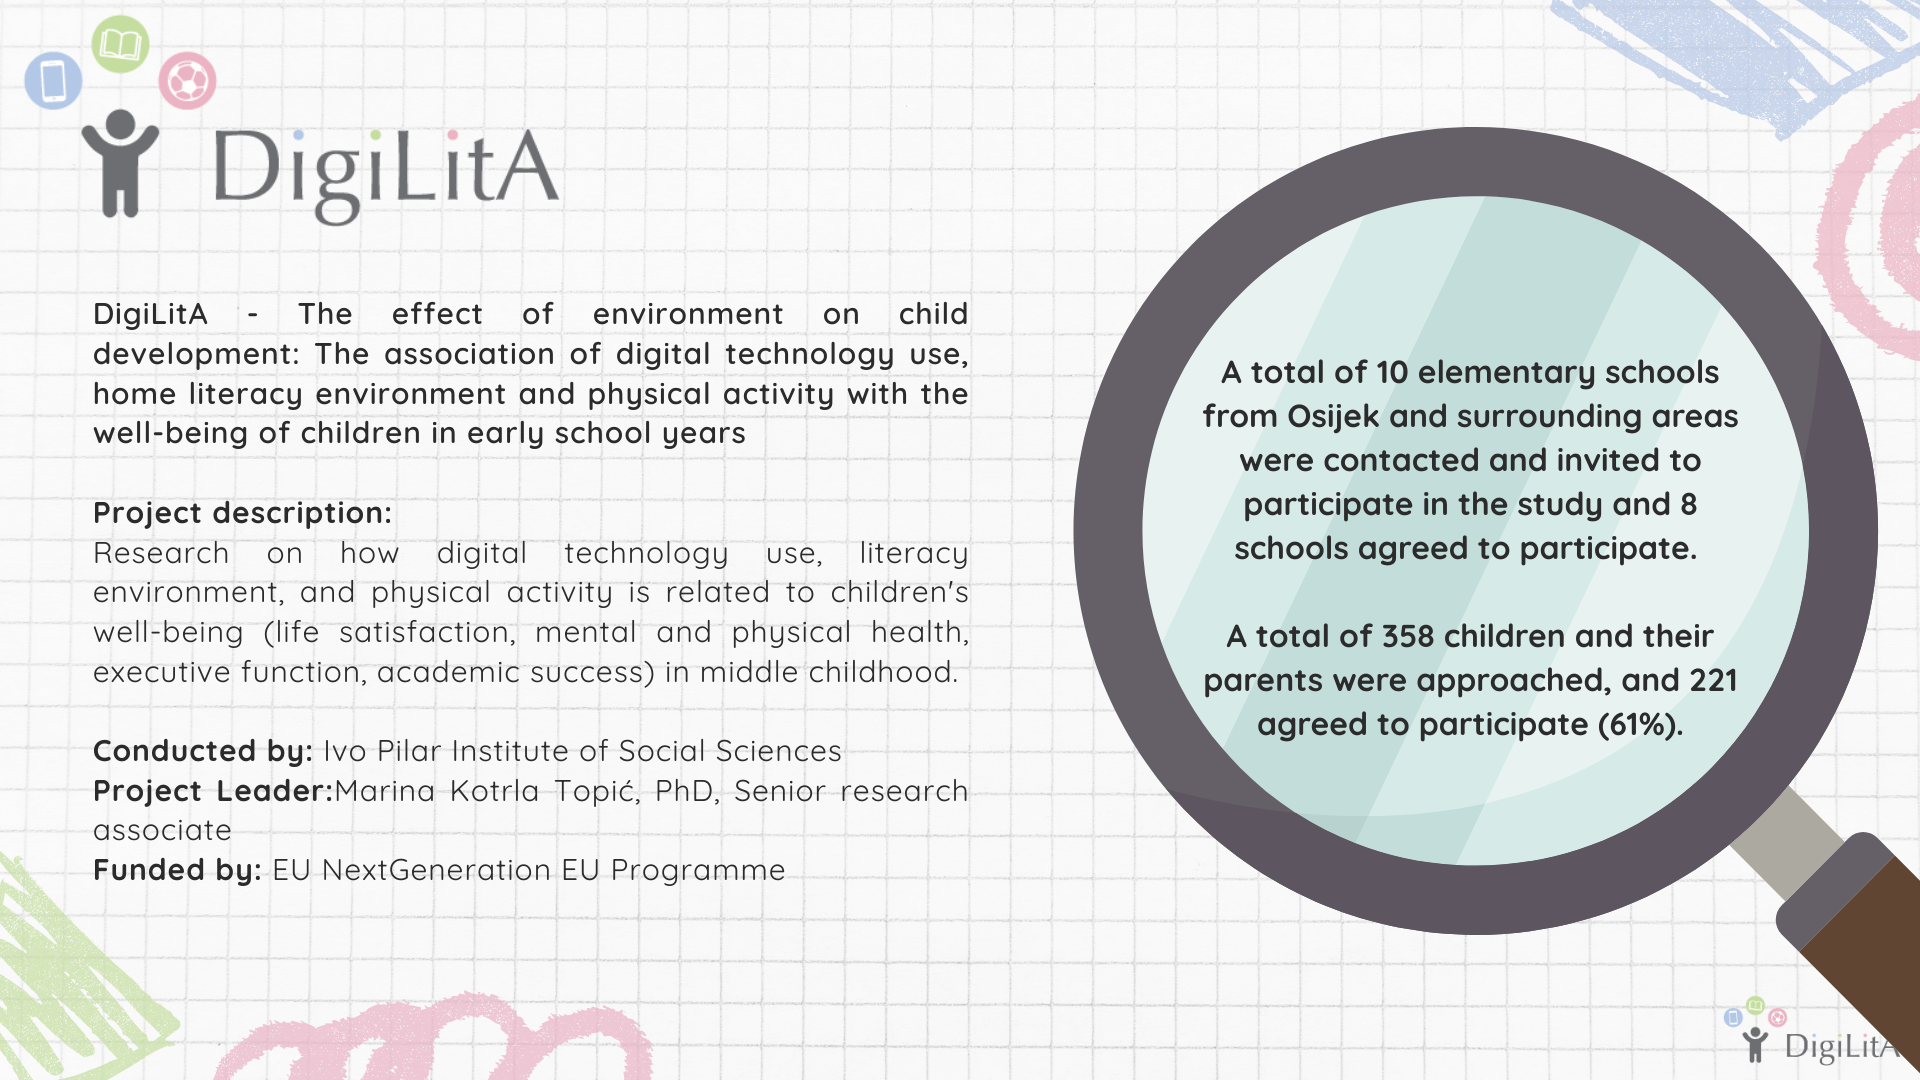 DigiLitA
DigiLitA - The effect of environment on child
development: The association of digital technology use,
home literacy environment and physical activity with the
well-being of children in early school years
Project description:
Research on how digital technology use, literacy
environment, and physical activity is related to children's
well-being (life satisfaction, mental and physical health,
executive function, academic success) in middle childhood.
Conducted by: Ivo Pilar Institute of Social Sciences
Project Leader:Marina Kotrla Topić, PhD, Senior research
associate
Funded by: EU NextGeneration EU Programme
A total of 10 elementary schools
from Osijek and surrounding areas
were contacted and invited to
participate in the study and 8
schools agreed to participate.
A total of 358 children and their
parents were approached, and 221
agreed to participate (61%).
DigiLitA